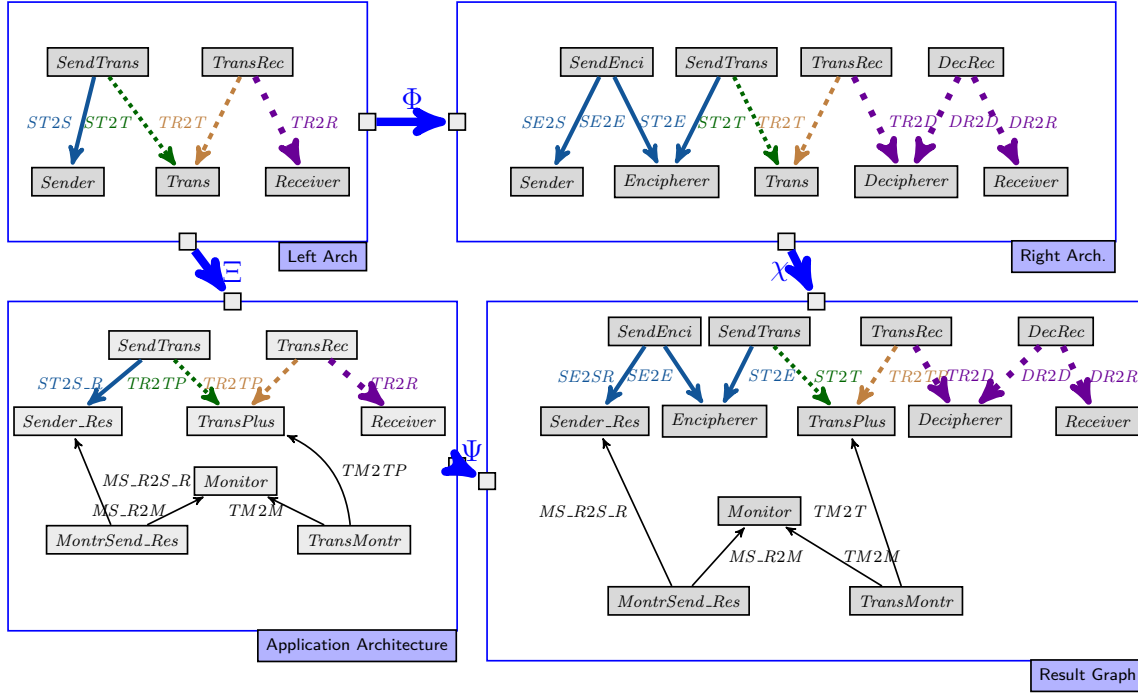 SendTrans TransRec
ST2S ST2T TR2T TR2R
Sender Trans Receiver
Left Arch
Φ
SendEnci SendTrans TransRec DecRec
SE2S SE2E ST2E ST2T TR2T TR2D DR2D DR2R
Sender Encipherer Trans Decipherer Receiver
Right Arch.
Ξ
χ
SendTrans TransRec
ST2S_R TR2TP TR2TP TR2R
Sender_Res TransPlus Receiver
MS_R2S_R Monitor TM2TP
MS_R2M TM2M
MontrSend_Res TransMontr
Application Architecture
Ψ
SendEnci SendTrans TransRec DecRec
SE2SR SE2E ST2E ST2T TR2TP TR2D DR2D DR2R
Sender_Res Encipherer TransPlus Decipherer Receiver
MS_R2S_R Monitor TM2T
MS_R2M TM2M
MontrSend_Res TransMontr
Result Graph